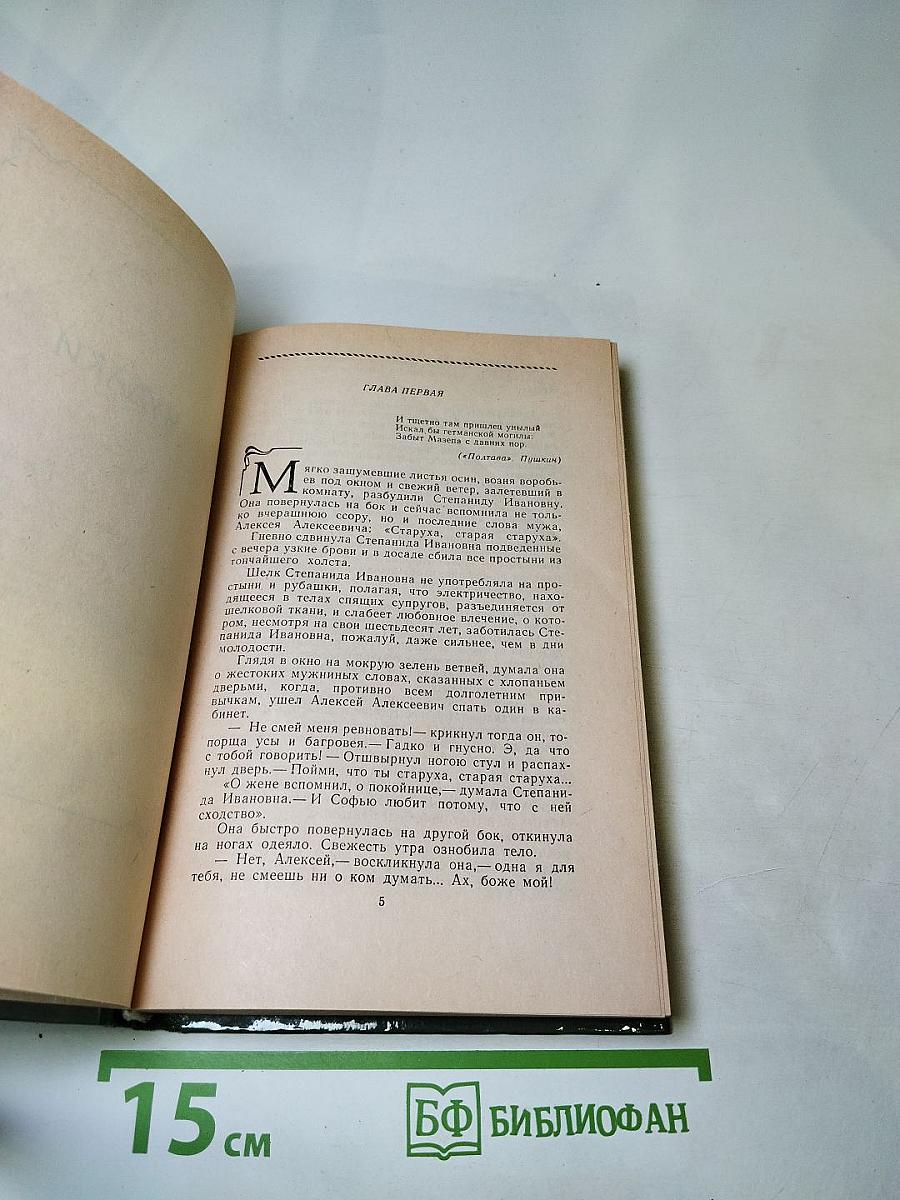 ГЛАВА ПЕРВАЯ
И тщетно там пришлец унылый
Искал бы гетманской могилы:
Забыт Мазепа с давних пор.
(«Полтава». Пушкин)
Мягко зашумевшие листья осин, возня воробь-
ев под окном и свежий ветер, залетевший в
комнату, разбудили Степаниду Ивановну.
Она повернулась на бок и сейчас вспомнила не толь-
ко вчерашнюю ссору, но и последние слова мужа,
Алексея Алексеевича: «Старуха, старая старуха».
Гневно сдвинула Степанида Ивановна подведенные
с вечера узкие брови и в досаде сбила все простыни из
тончайшего холста.
Шелк Степанида Ивановна не употребляла на про-
стыни и рубашки, полагая, что электричество, нахо-
дящееся в телах спящих супругов, разъединяется от
шелковой ткани, и слабеет любовное влечение, о кото-
ром, несмотря на свои шестьдесят лет, заботилась Сте-
панида Ивановна, пожалуй, даже сильнее, чем в дни
молодости.
Глядя в окно на мокрую зелень ветвей, думала она
о жестоких мужниных словах, сказанных с хлопаньем
дверьми, когда, противно всем долголетним при-
вычкам, ушел Алексей Алексеевич спать один в ка-
бинет.
— Не смей меня ревновать!— крикнул тогда он, то-
порща усы и багровея.— Гадко и гнусно. Э, да что
с тобой говорить! — Отшвырнул ногою стул и распах-
нул дверь.— Пойми, что ты старуха, старая старуха...
«О жене вспомнил, о покойнице,— думала Степани-
да Ивановна.— И Софью любит потому, что с ней
сходство».
Она быстро повернулась на другой бок, откинула
на ногах одеяло. Свежесть утра ознобила тело.
— Нет, Алексей,— воскликнула она,— одна я для
тебя, не смеешь ни о ком думать... Ах, боже мой!
5
15 см
БФ БИБЛИОФАН